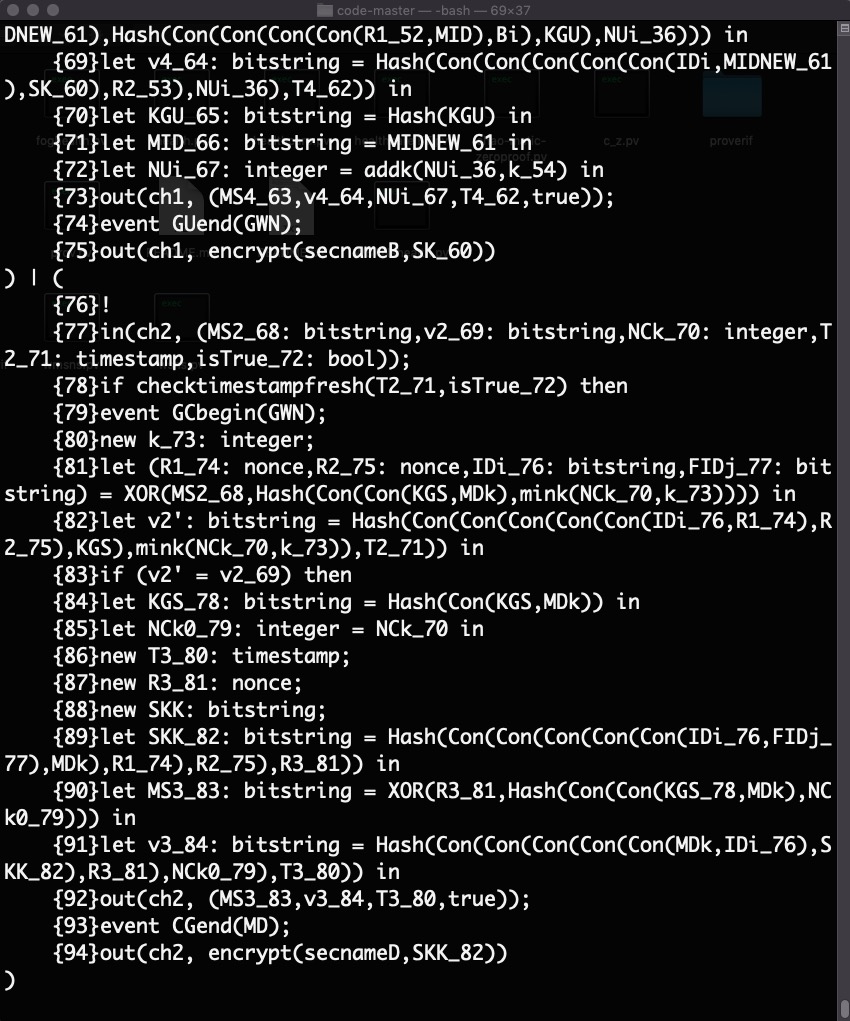 code-master — -bash — 69×37
DNEW_61),Hash(Con(Con(Con(Con(R1_52,MID),Bi),KGU),NUi_36))) in
{69}let v4_64: bitstring = Hash(Con(Con(Con(Con(Con(IDi,MIDNEW_61
),SK_60),R2_53),NUi_36),T4_62)) in
{70}let KGU_65: bitstring = Hash(KGU) in
{71}let MID_66: bitstring = MIDNEW_61 in
{72}let NUi_67: integer = addk(NUi_36,k_54) in
{73}out(ch1, (MS4_63,v4_64,NUi_67,T4_62,true));
{74}event GUend(GWN);
{75}out(ch1, encrypt(secnameB,SK_60))
) | (
{76}!
{77}in(ch2, (MS2_68: bitstring,v2_69: bitstring,NCk_70: integer,T
2_71: timestamp,isTrue_72: bool));
{78}if checktimestampfresh(T2_71,isTrue_72) then
{79}event GCbegin(GWN);
{80}new k_73: integer;
{81}let (R1_74: nonce,R2_75: nonce,IDi_76: bitstring,FIDj_77: bit
string) = XOR(MS2_68,Hash(Con(Con(KGS,MDk),mink(NCk_70,k_73)))) in
{82}let v2': bitstring = Hash(Con(Con(Con(Con(Con(IDi_76,R1_74),R
2_75),KGS),mink(NCk_70,k_73)),T2_71)) in
{83}if (v2' = v2_69) then
{84}let KGS_78: bitstring = Hash(Con(KGS,MDk)) in
{85}let NCk0_79: integer = NCk_70 in
{86}new T3_80: timestamp;
{87}new R3_81: nonce;
{88}new SKK: bitstring;
{89}let SKK_82: bitstring = Hash(Con(Con(Con(Con(Con(IDi_76,FIDj_
77),MDk),R1_74),R2_75),R3_81)) in
{90}let MS3_83: bitstring = XOR(R3_81,Hash(Con(Con(KGS_78,MDk),NC
k0_79))) in
{91}let v3_84: bitstring = Hash(Con(Con(Con(Con(Con(MDk,IDi_76),S
KK_82),R3_81),NCk0_79),T3_80)) in
{92}out(ch2, (MS3_83,v3_84,T3_80,true));
{93}event CGend(MD);
{94}out(ch2, encrypt(secnameD,SKK_82))
)
c_z.pv
proverif